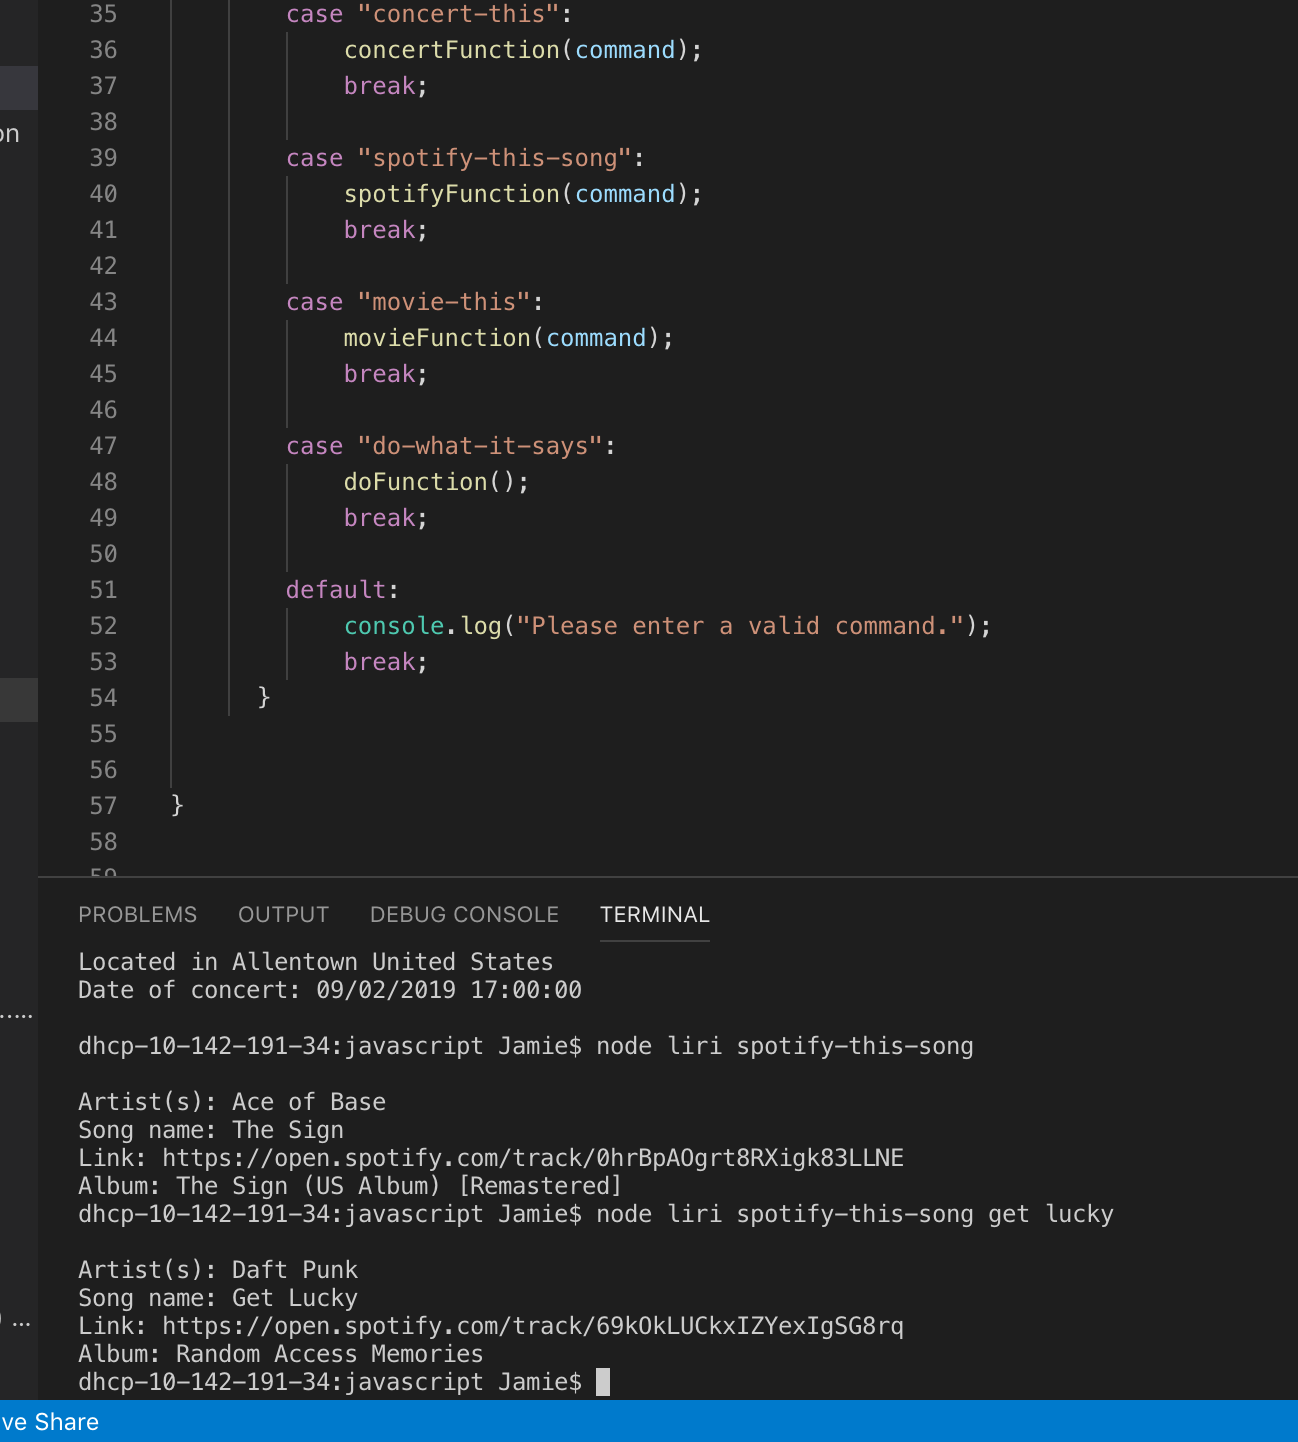 35 case "concert-this":
36 concertFunction(command);
37 break;
38
on
39 case "spotify-this-song":
40 spotifyFunction(command);
41 break;
42
43 case "movie-this":
44 movieFunction(command);
45 break;
46
47 case "do-what-it-says":
48 doFunction();
49 break;
50
51 default:
52 console.log("Please enter a valid command.");
53 break;
54 }
55
56
57 }
58
59
PROBLEMS OUTPUT DEBUG CONSOLE TERMINAL
Located in Allentown United States
Date of concert: 09/02/2019 17:00:00
.....
dhcp-10-142-191-34:javascript Jamie$ node liri spotify-this-song
Artist(s): Ace of Base
Song name: The Sign
Link: https://open.spotify.com/track/0hrBpAOgrt8RXigk83LLNE
Album: The Sign (US Album) [Remastered]
dhcp-10-142-191-34:javascript Jamie$ node liri spotify-this-song get lucky
Artist(s): Daft Punk
Song name: Get Lucky
) ...
Link: https://open.spotify.com/track/69kOkLUCkxIZYexIgSG8rq
Album: Random Access Memories
dhcp-10-142-191-34:javascript Jamie$
ve Share